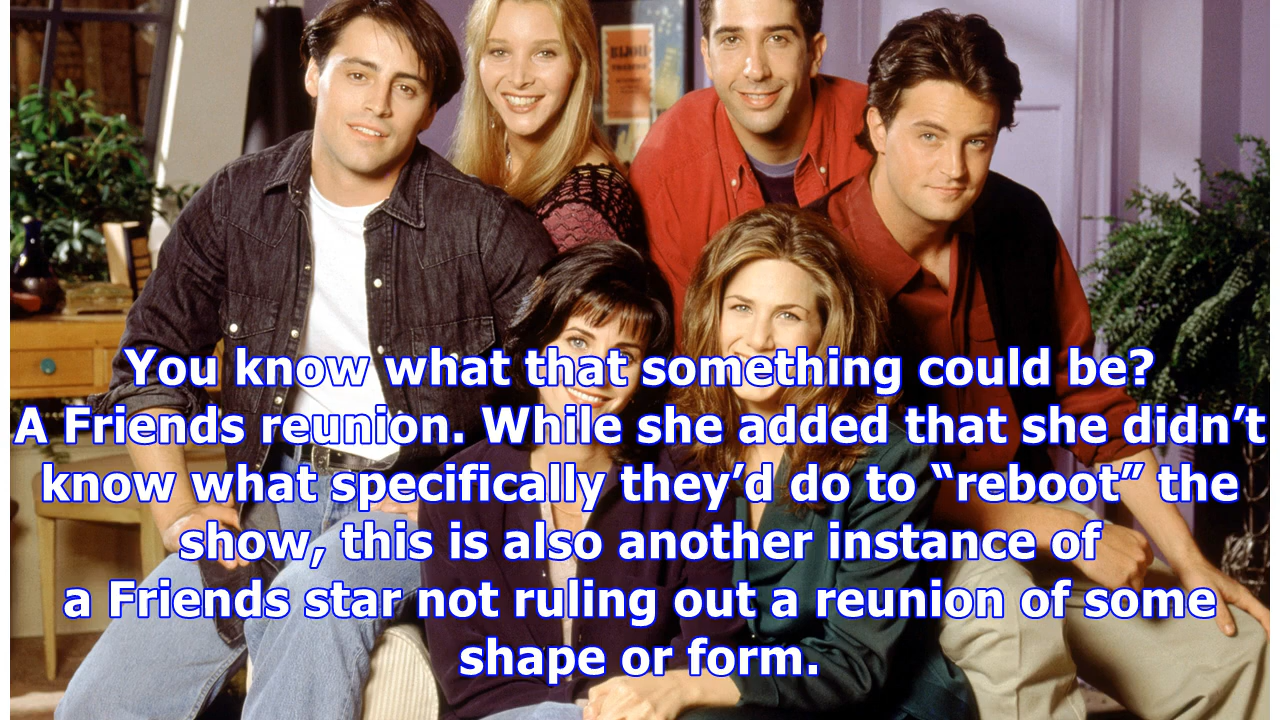 You know what that something could be?
A Friends reunion. While she added that she didn’t
know what specifically they’d do to “reboot” the
show, this is also another instance of
a Friends star not ruling out a reunion of some
shape or form.